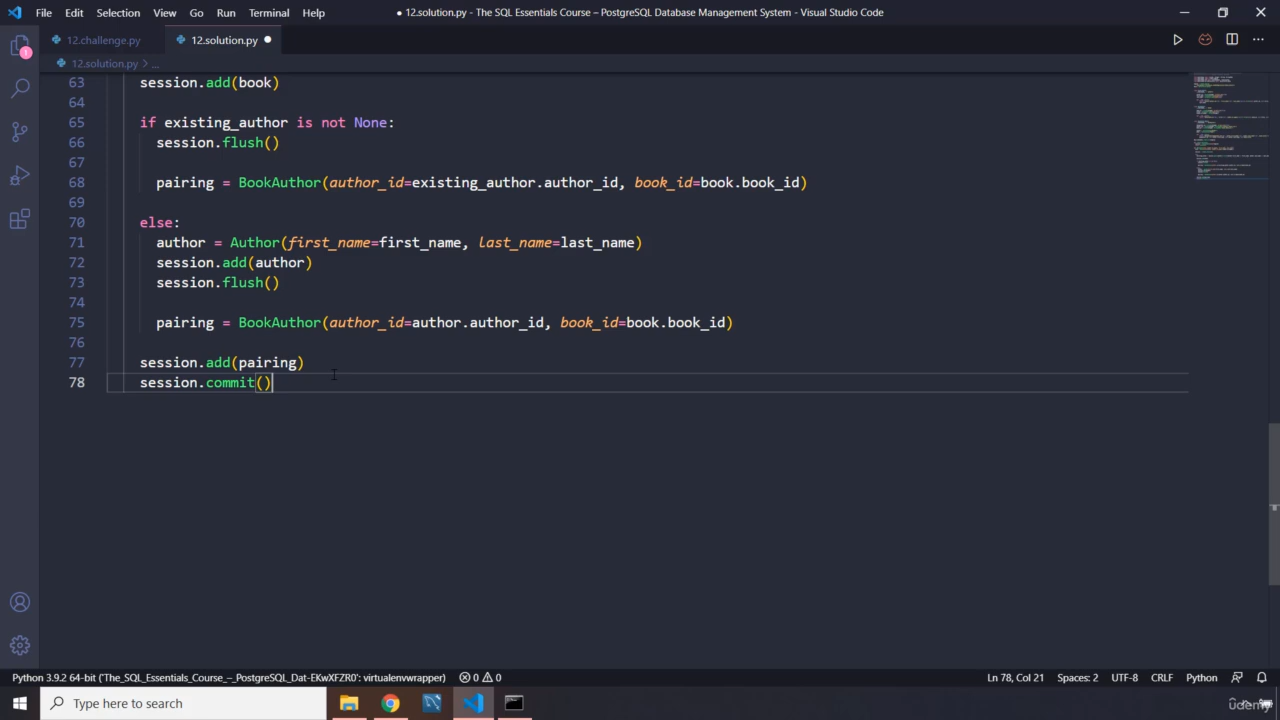 File Edit Selection View Go Run Terminal Help ● 12.solution.py - The SQL Essentials Course – PostgreSQL Database Management System - Visual Studio Code
12.challenge.py 12.solution.py
12.solution.py > ...
63 session.add(book)
64
65 if existing_author is not None:
66 session.flush()
67
68 pairing = BookAuthor(author_id=existing_author.author_id, book_id=book.book_id)
69
70 else:
71 author = Author(first_name=first_name, last_name=last_name)
72 session.add(author)
73 session.flush()
74
75 pairing = BookAuthor(author_id=author.author_id, book_id=book.book_id)
76
77 session.add(pairing)
78 session.commit()
1
Python 3.9.2 64-bit ('The_SQL_Essentials_Course_–_PostgreSQL_Dat-EKwXFZR0': virtualenvwrapper) 0 0 Ln 78, Col 21 Spaces: 2 UTF-8 CRLF Python
Type here to search
udemy